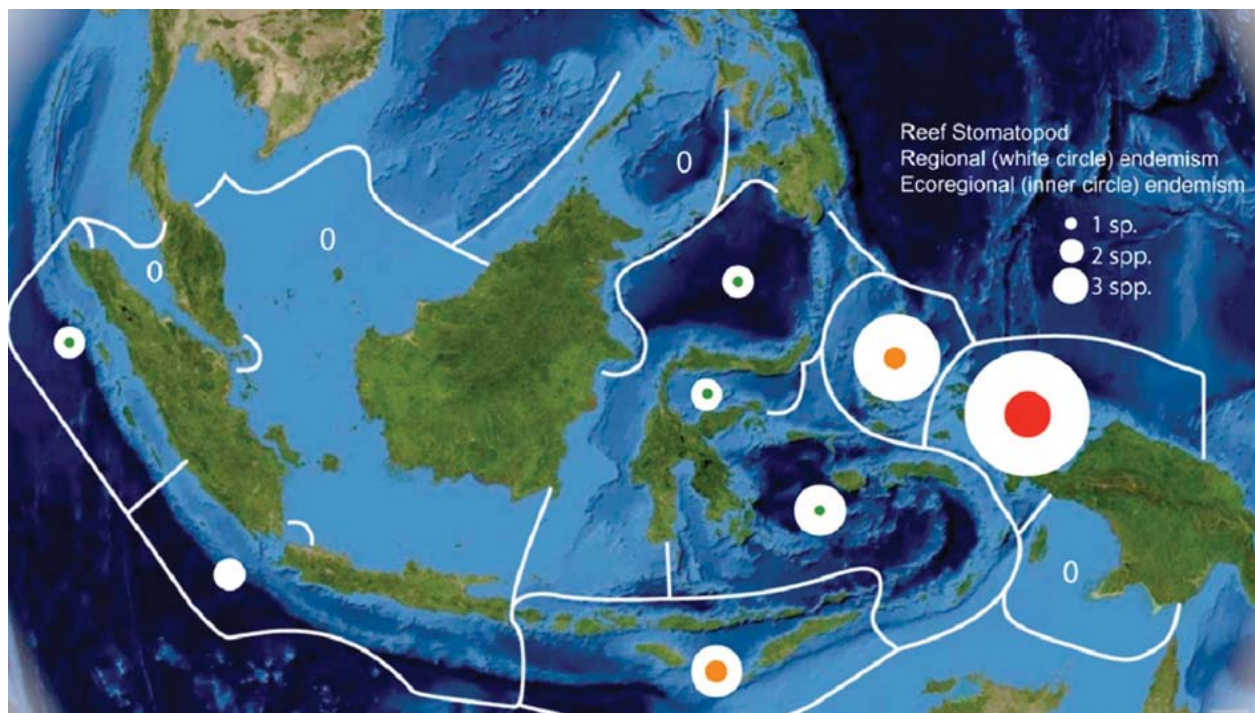 Reef Stomatopod
Regional (white circle) endemism
Ecoregional (inner circle) endemism
1 sp.
2 spp.
3 spp.
0
0
0
0